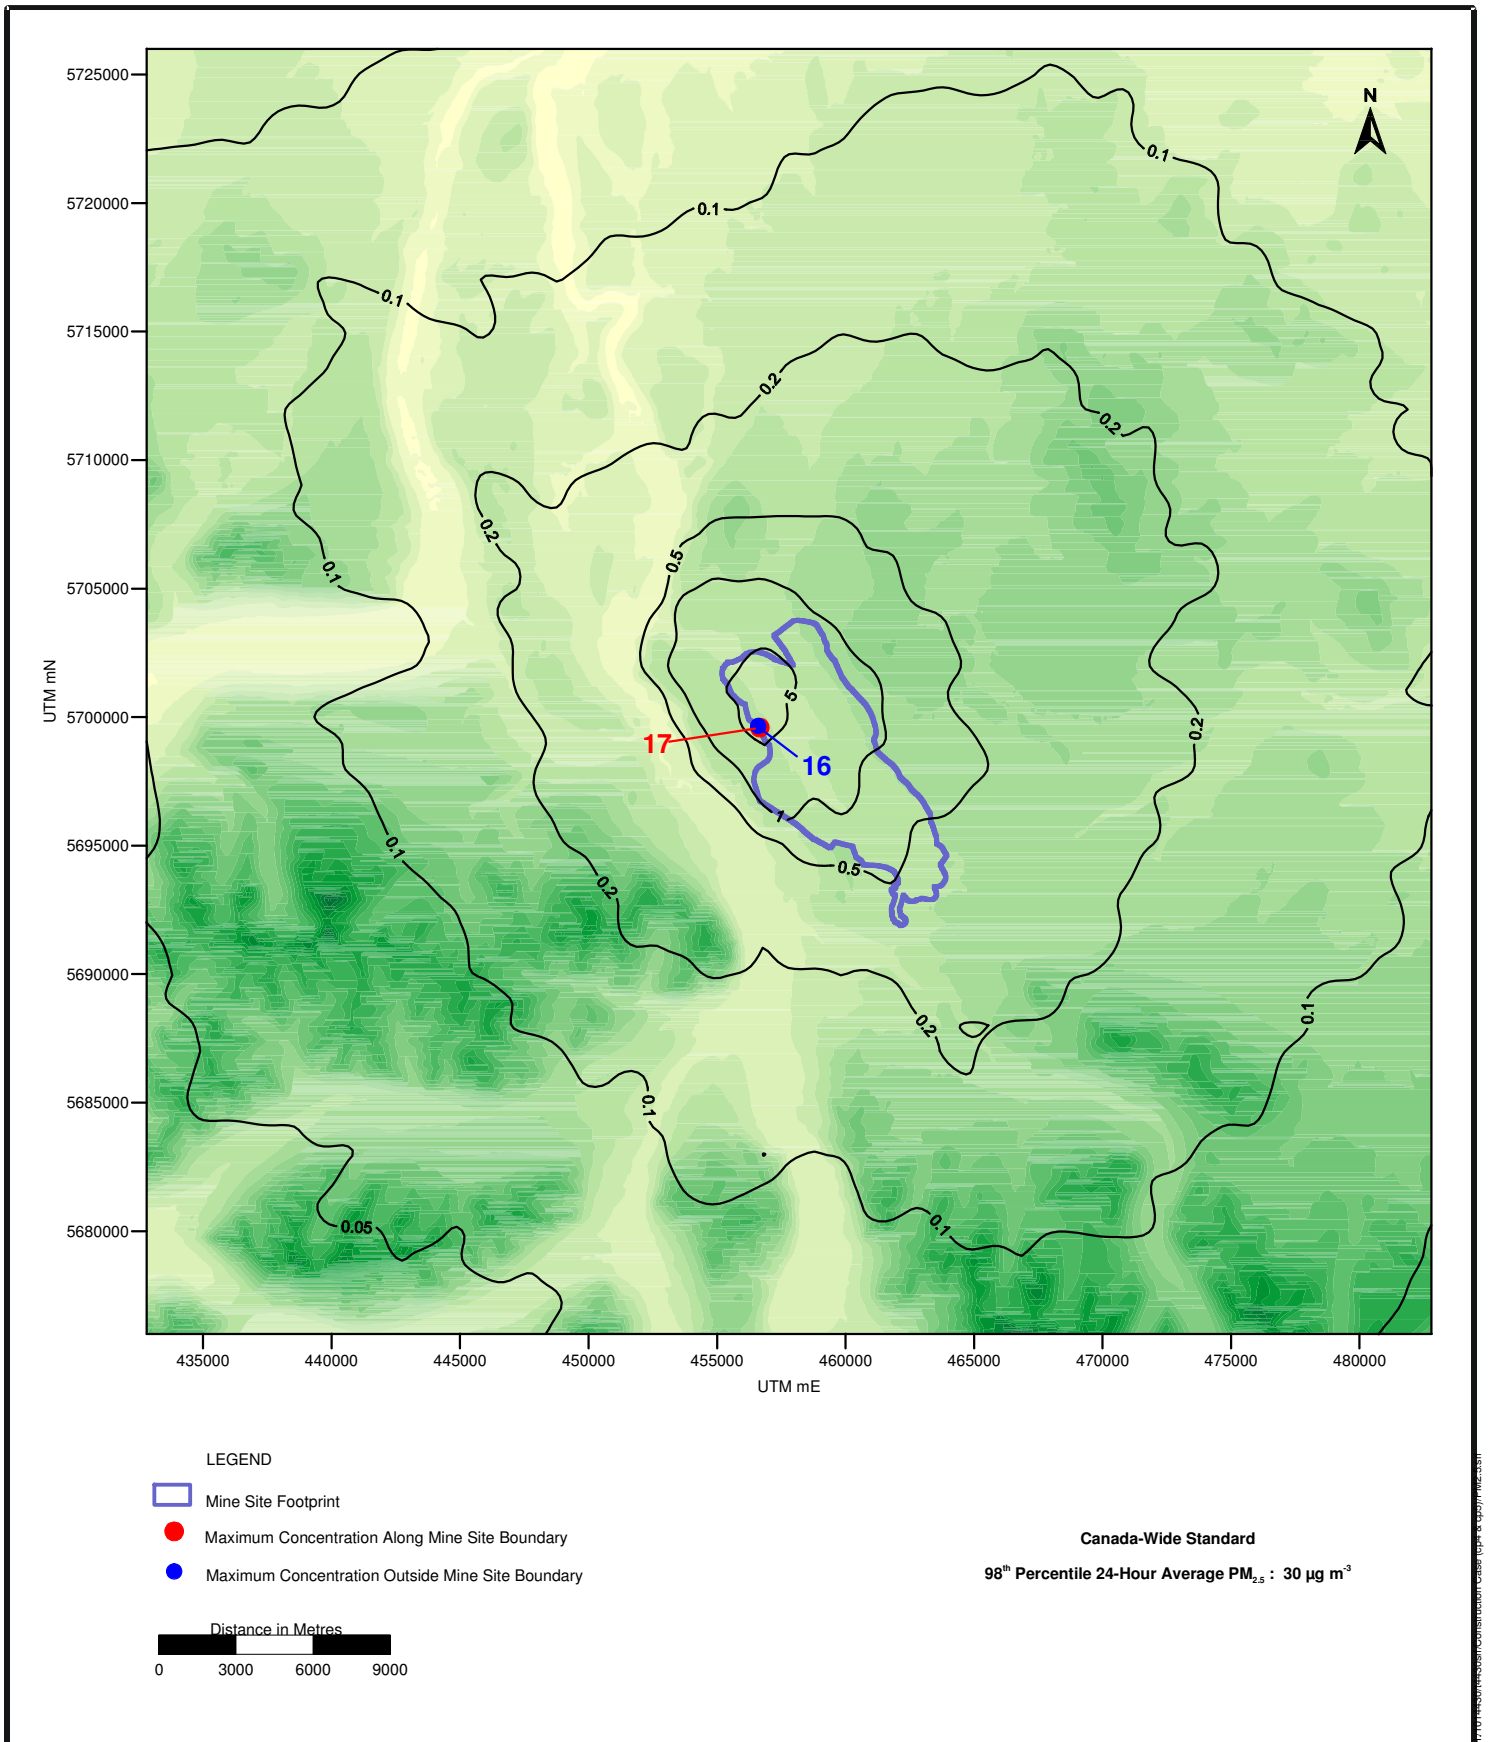 5725000
5720000
5715000
5710000
5705000
5700000
5695000
5690000
5685000
5680000
UTM mN
N
0.1
0.1
0.1
0.2
0.2
0.2
0.5
0.1
5
17
16
0.2
1
0.5
0.1
0.2
0.2
0.1
0.1
0.1
0.05
435000 440000 445000 450000 455000 460000 465000 470000 475000 480000
UTM mE
LEGEND
Mine Site Footprint
Maximum Concentration Along Mine Site Boundary
Maximum Concentration Outside Mine Site Boundary
Distance in Metres
0 3000 6000 9000
Canada-Wide Standard
98th Percentile 24-Hour Average PM2.5 : 30 µg m-3